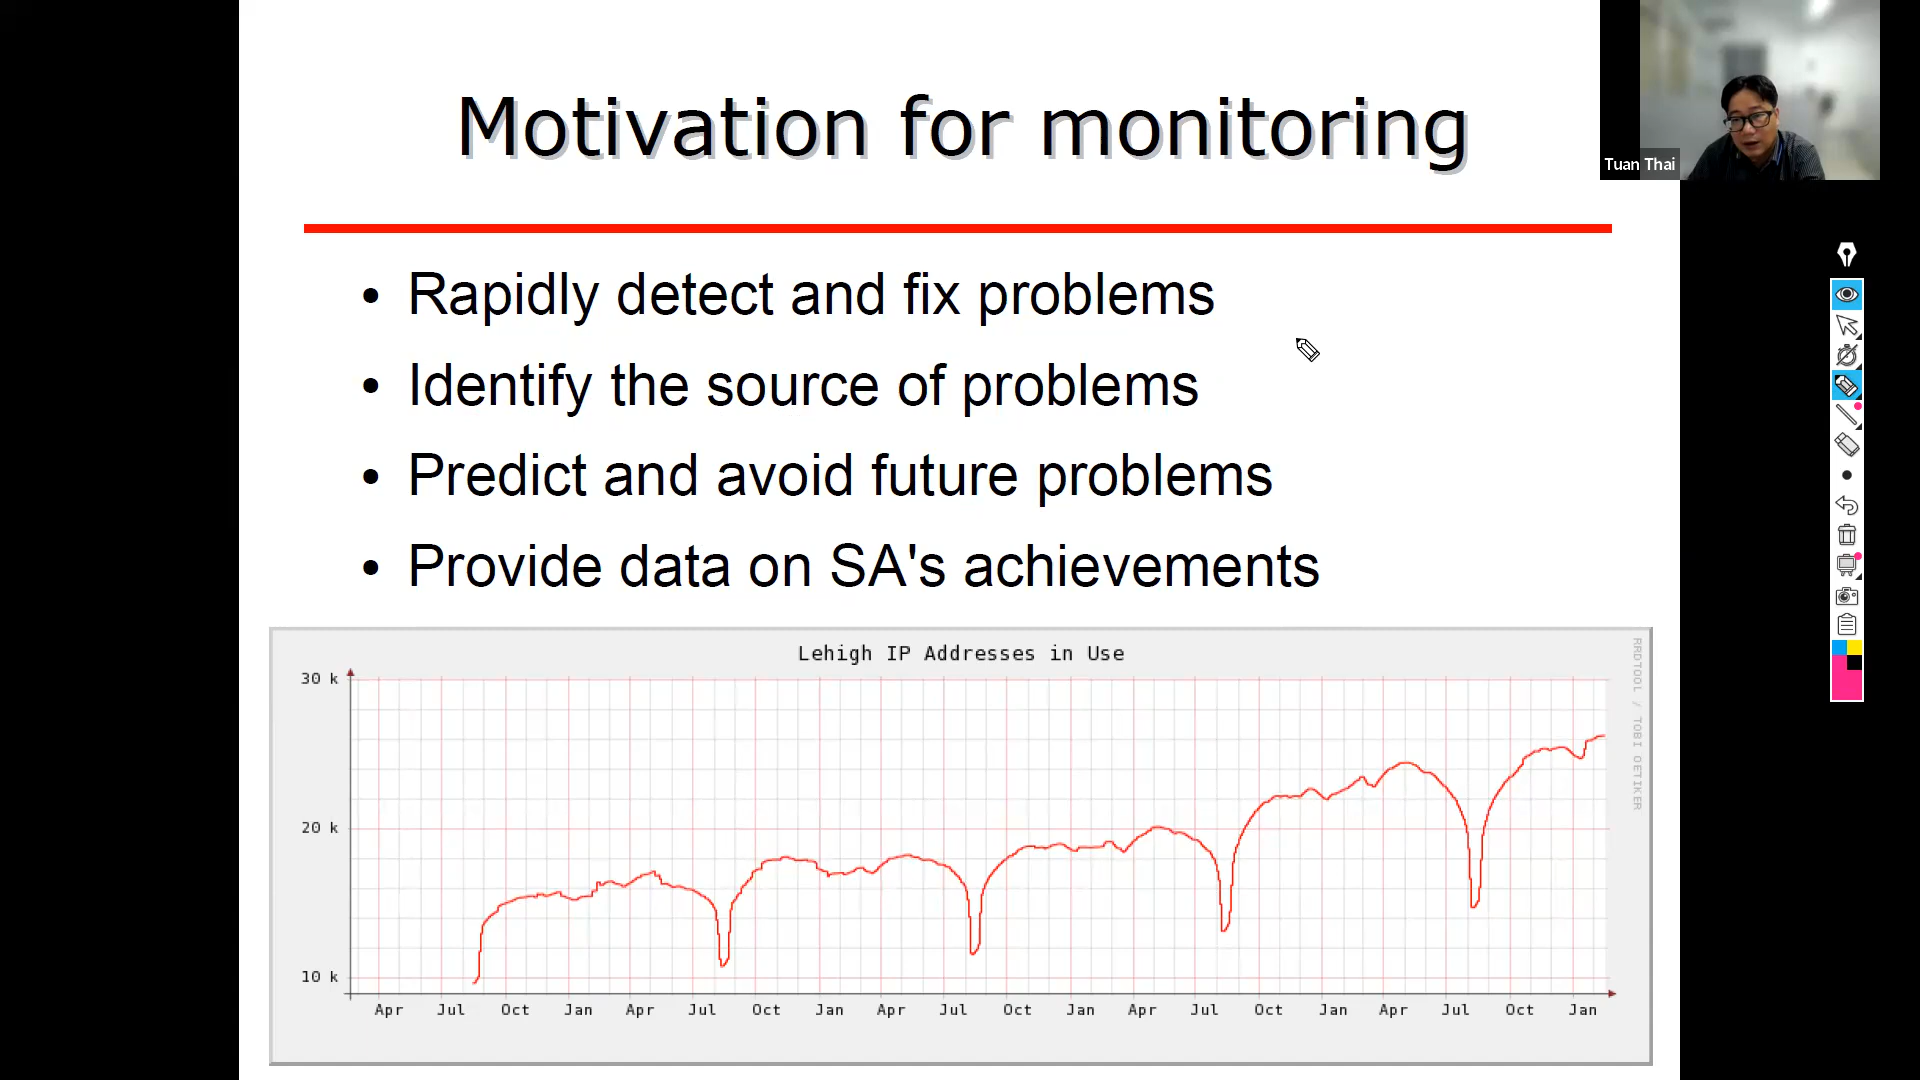 Motivation for monitoring
Tuan Thai
• Rapidly detect and fix problems
• Identify the source of problems
• Predict and avoid future problems
• Provide data on SA's achievements
Lehigh IP Addresses in Use
RRDTOOL / TOBI OETIKER
30 k
20 k
10 k
Apr Jul Oct Jan Apr Jul Oct Jan Apr Jul Oct Jan Apr Jul Oct Jan Apr Jul Oct Jan